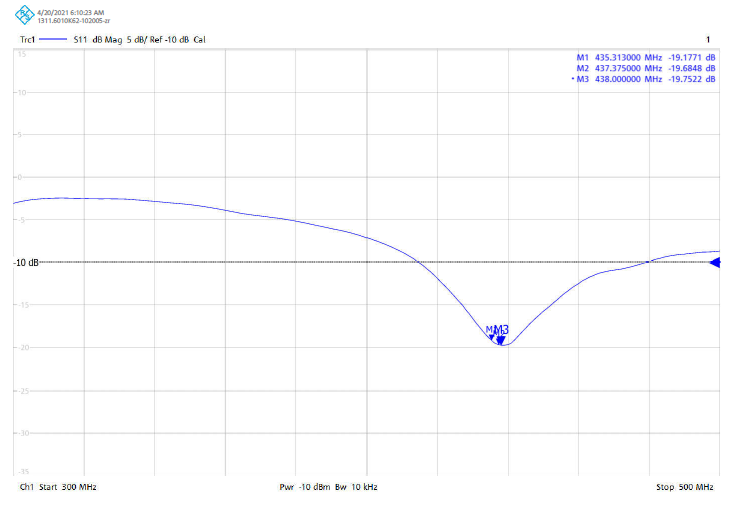 4/20/2021 6:10:23 AM
1311.6010K62-102005-zr
Trc1 S11 dB Mag 5 dB/ Ref -10 dB Cal 1
M1 435.313000 MHz -19.1771 dB
M2 437.375000 MHz -19.6848 dB
• M3 438.000000 MHz -19.7522 dB
15
10
5
0
-5
-10 dB
-15
-20
M3
-25
-30
-35
Ch1 Start 300 MHz Pwr -10 dBm Bw 10 kHz Stop 500 MHz